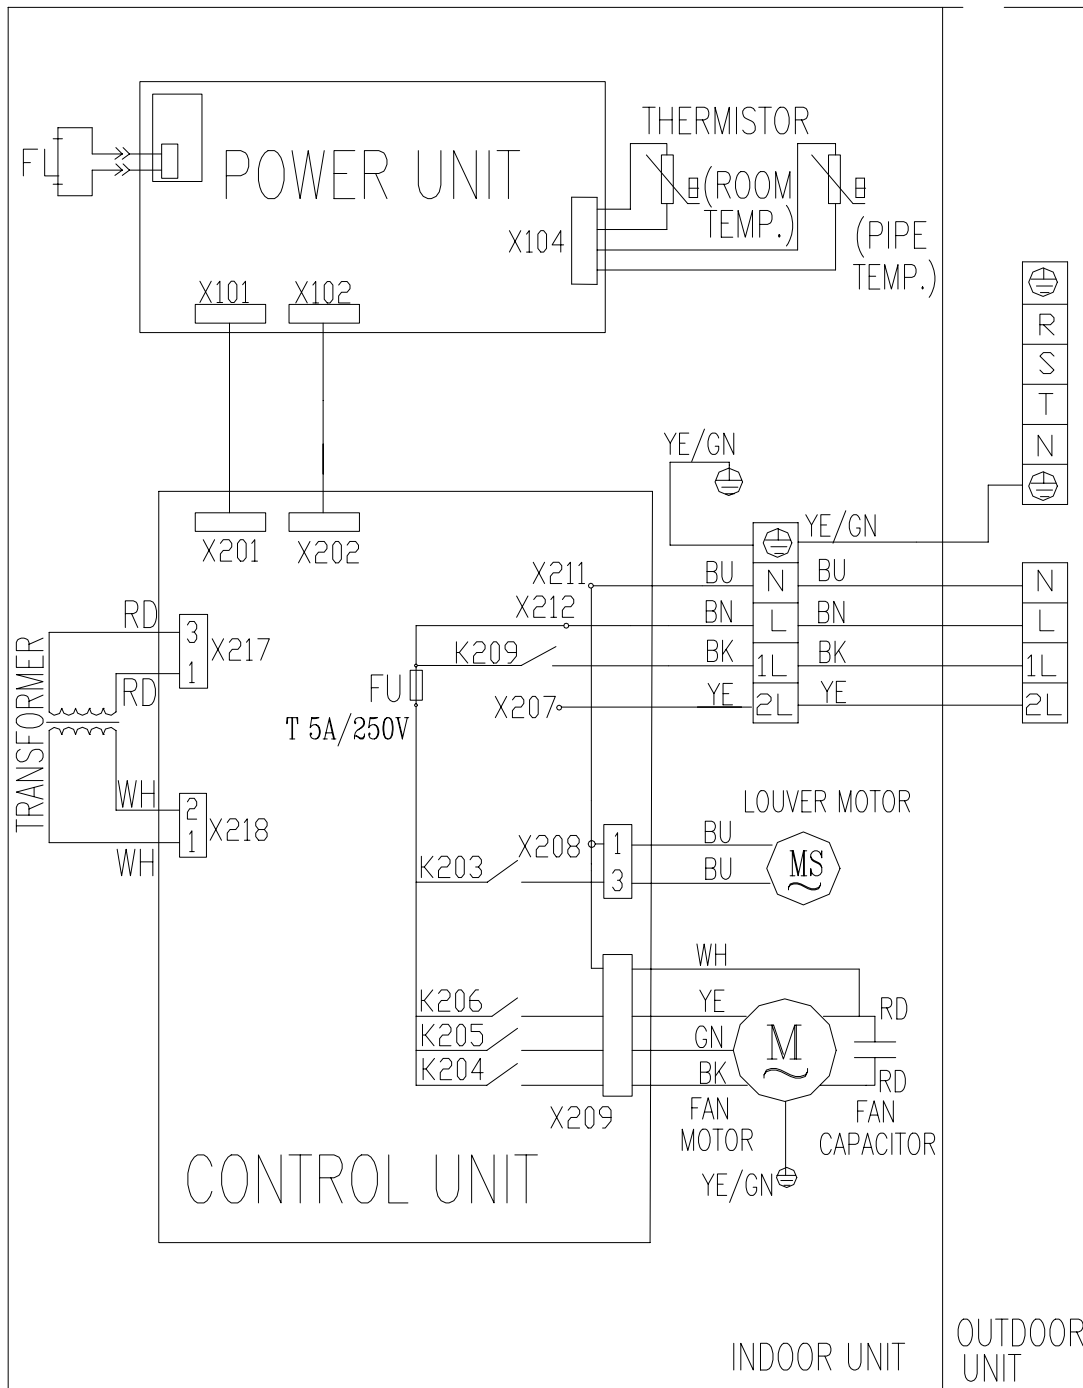 THERMISTOR
FL
POWER UNIT
(ROOM
TEMP.)
X104
(PIPE
TEMP.)
X101
X102
R
S
T
N
YE/GN
X201
X202
YE/GN
X211
BU
N
BU
N
X212
BN
L
BN
L
RD
3
X217
K209
BK
1L
BK
1L
1
RD
FU
X207
YE
2L
YE
2L
T 5A/250V
TRANSFORMER
WH
2
X218
1
WH
LOUVER MOTOR
X208
1
BU
K203
3
BU
MS
WH
K206
YE
RD
K205
GN
M
K204
BK
RD
X209
FAN
MOTOR
FAN
CAPACITOR
YE/GN
CONTROL UNIT
INDOOR UNIT
OUTDOOR
UNIT